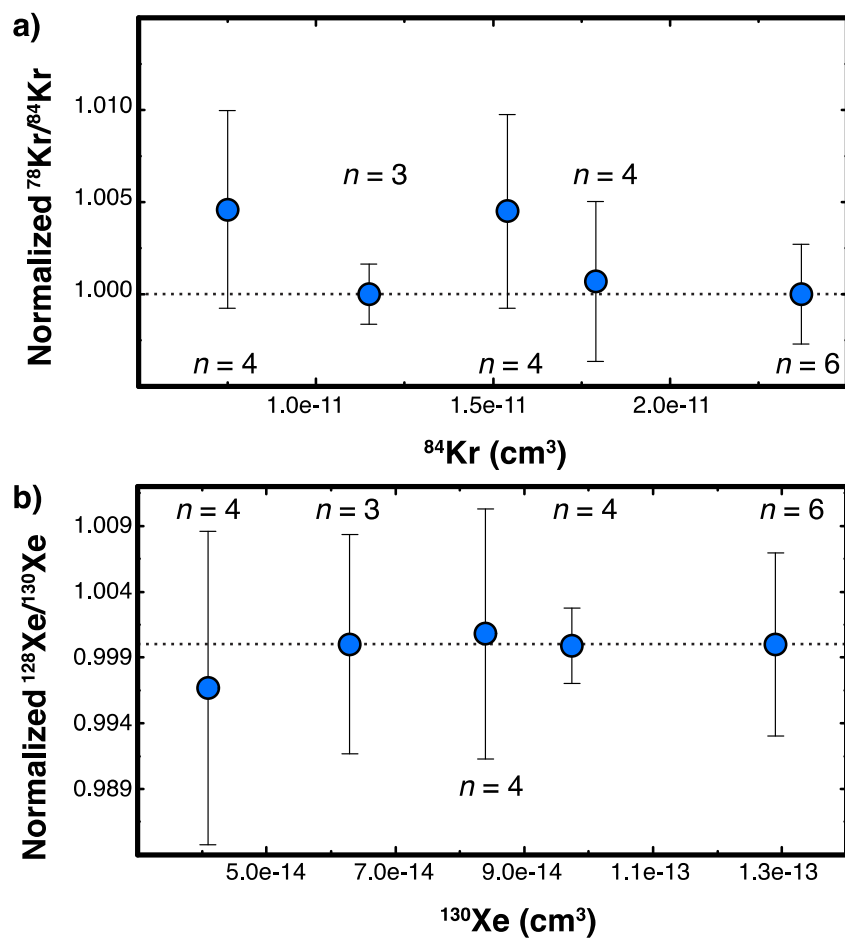 a)
Normalized ⁷⁸Kr/⁸⁴Kr
1.010
1.005
1.000
n = 3
n = 4
n = 4
n = 4
n = 6
1.0e-11
1.5e-11
2.0e-11
⁸⁴Kr (cm³)
b)
Normalized ¹²⁸Xe/¹³⁰Xe
1.009
1.004
0.999
0.994
0.989
n = 4
n = 3
n = 4
n = 6
n = 4
5.0e-14
7.0e-14
9.0e-14
1.1e-13
1.3e-13
¹³⁰Xe (cm³)